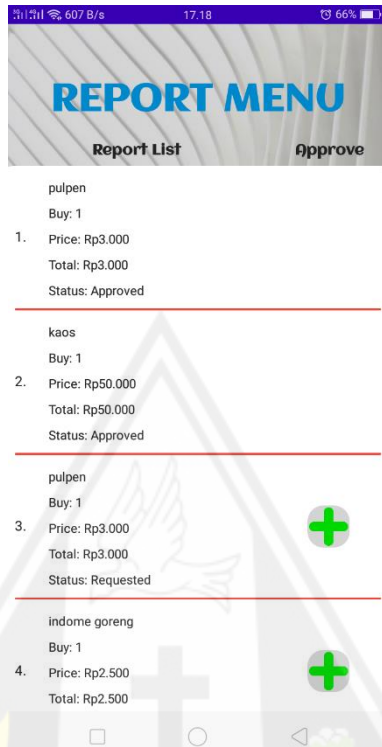 607 B/s 17.18 66%
REPORT MENU
Report List Approve
pulpen
Buy: 1
1. Price: Rp3.000
Total: Rp3.000
Status: Approved
kaos
Buy: 1
2. Price: Rp50.000
Total: Rp50.000
Status: Approved
pulpen
Buy: 1
3. Price: Rp3.000
Total: Rp3.000
Status: Requested
indome goreng
Buy: 1
4. Price: Rp2.500
Total: Rp2.500